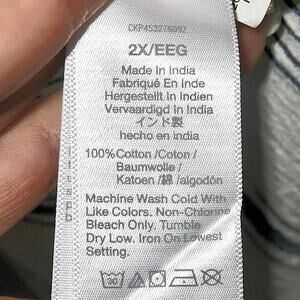 CKP453276092
2X/EEG
Made In India
Fabriqué En Inde
Hergestellt In Indien
Vervaardigd In India
インド製
hecho en india
100%Cotton /Coton /
Baumwolle /
Katoen /綿 /algodón
Machine Wash Cold With
Like Colors. Non-Chlorine
Bleach Only. Tumble
Dry Low. Iron On Lowest
Setting.